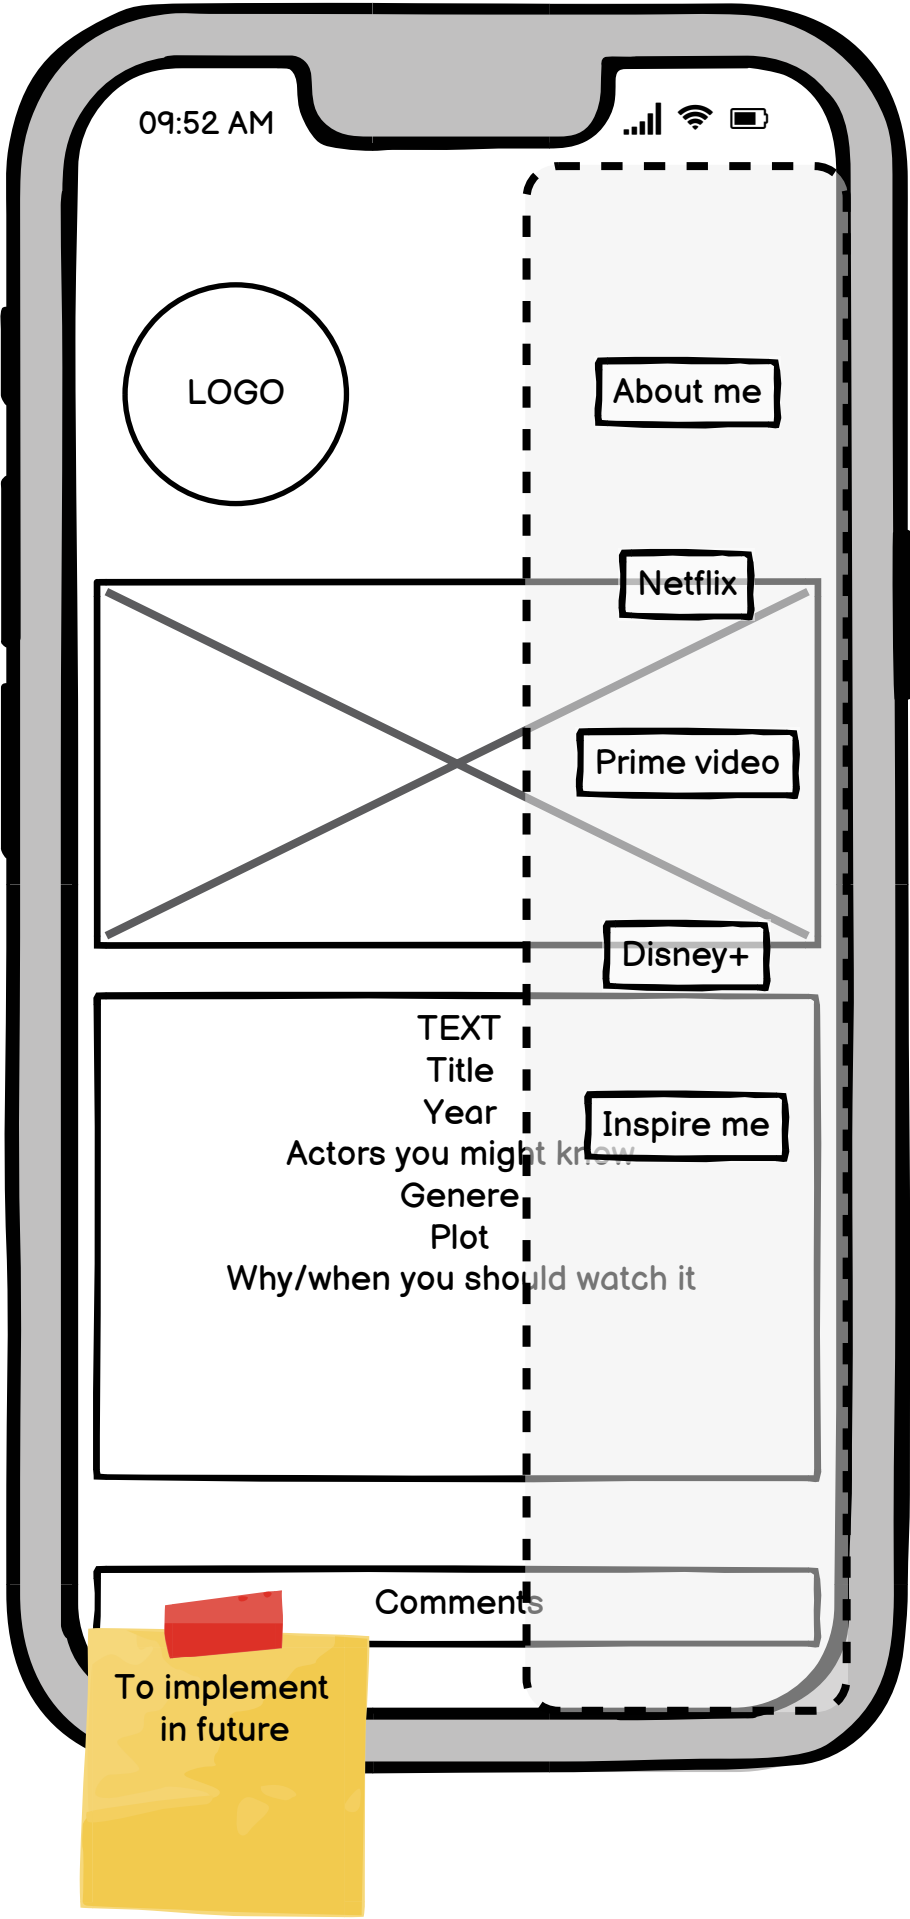 09:52 AM
LOGO
About me
Netflix
Prime video
Disney+
TEXT
Title
Year
Inspire me
Actors you might know
Genere
Plot
Why/when you should watch it
Comments
To implement
in future